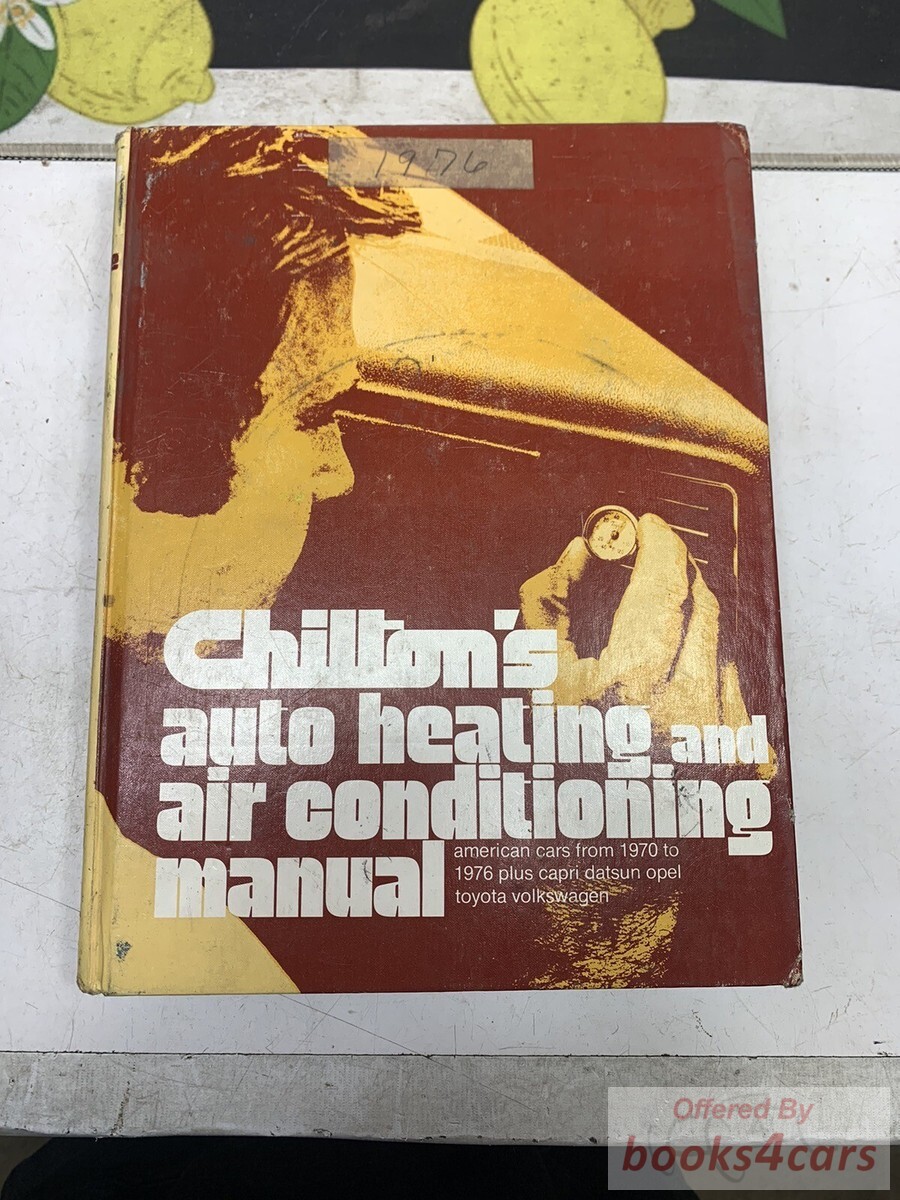 1976
Chilton's
auto heating and
air conditioning
manual
american cars from 1970 to
1976 plus capri datsun opel
toyota volkswagen
Offered By
books4cars